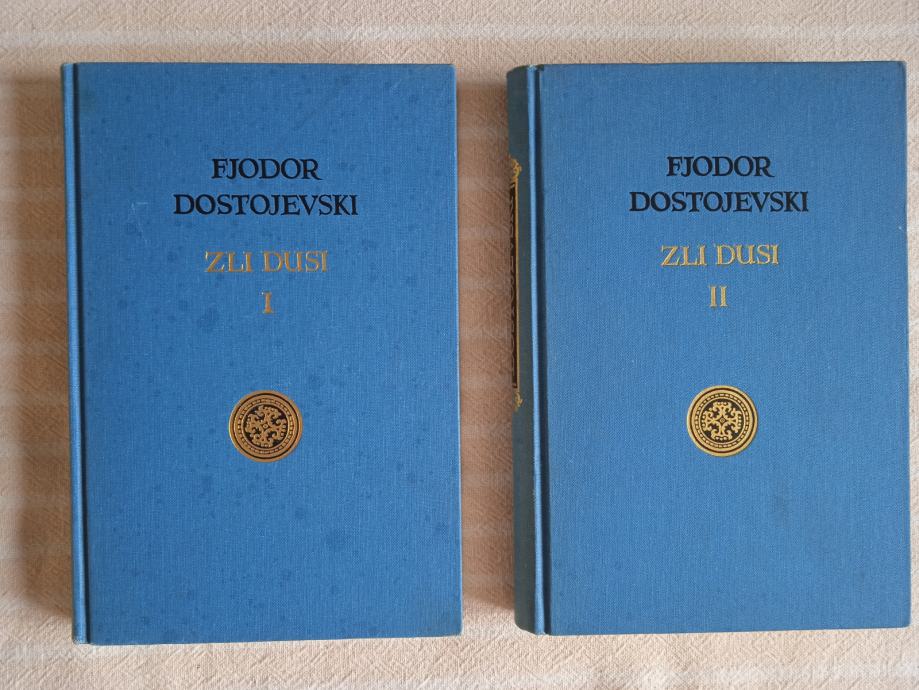 FJODOR
DOSTOJEVSKI
ZLI DUSI
I
FJODOR
DOSTOJEVSKI
ZLI DUSI
II